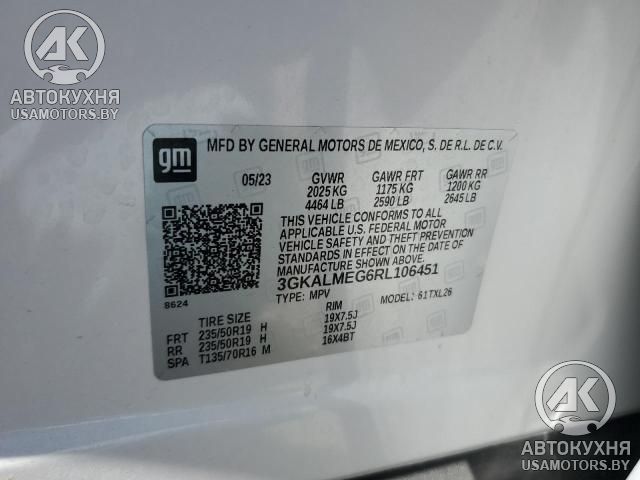 AK
АВТОКУХНЯ
USAMOTORS.BY
gm
MFD BY GENERAL MOTORS DE MEXICO, S. DE R.L. DE C.V.
05/23 GVWR GAWR FRT GAWR RR
2025 KG 1175 KG 1200 KG
4464 LB 2590 LB 2645 LB
THIS VEHICLE CONFORMS TO ALL
APPLICABLE U.S. FEDERAL MOTOR
VEHICLE SAFETY AND THEFT PREVENTION
STANDARDS IN EFFECT ON THE DATE OF
MANUFACTURE SHOWN ABOVE.
3GKALMEG6RL106451
8624 TYPE: MPV MODEL: 61TXL26
TIRE SIZE RIM
FRT 235/50R19 H 19X7.5J
RR 235/50R19 H 19X7.5J
SPA T135/70R16 M 16X4BT
AK
АВТОКУХНЯ
USAMOTORS.BY